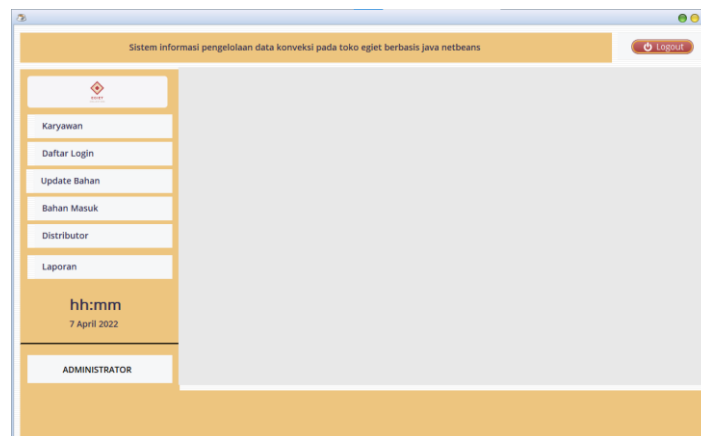 Sistem informasi pengelolaan data konveksi pada toko egiet berbasis java netbeans
Logout
Karyawan
Daftar Login
Update Bahan
Bahan Masuk
Distributor
Laporan
hh:mm
7 April 2022
ADMINISTRATOR